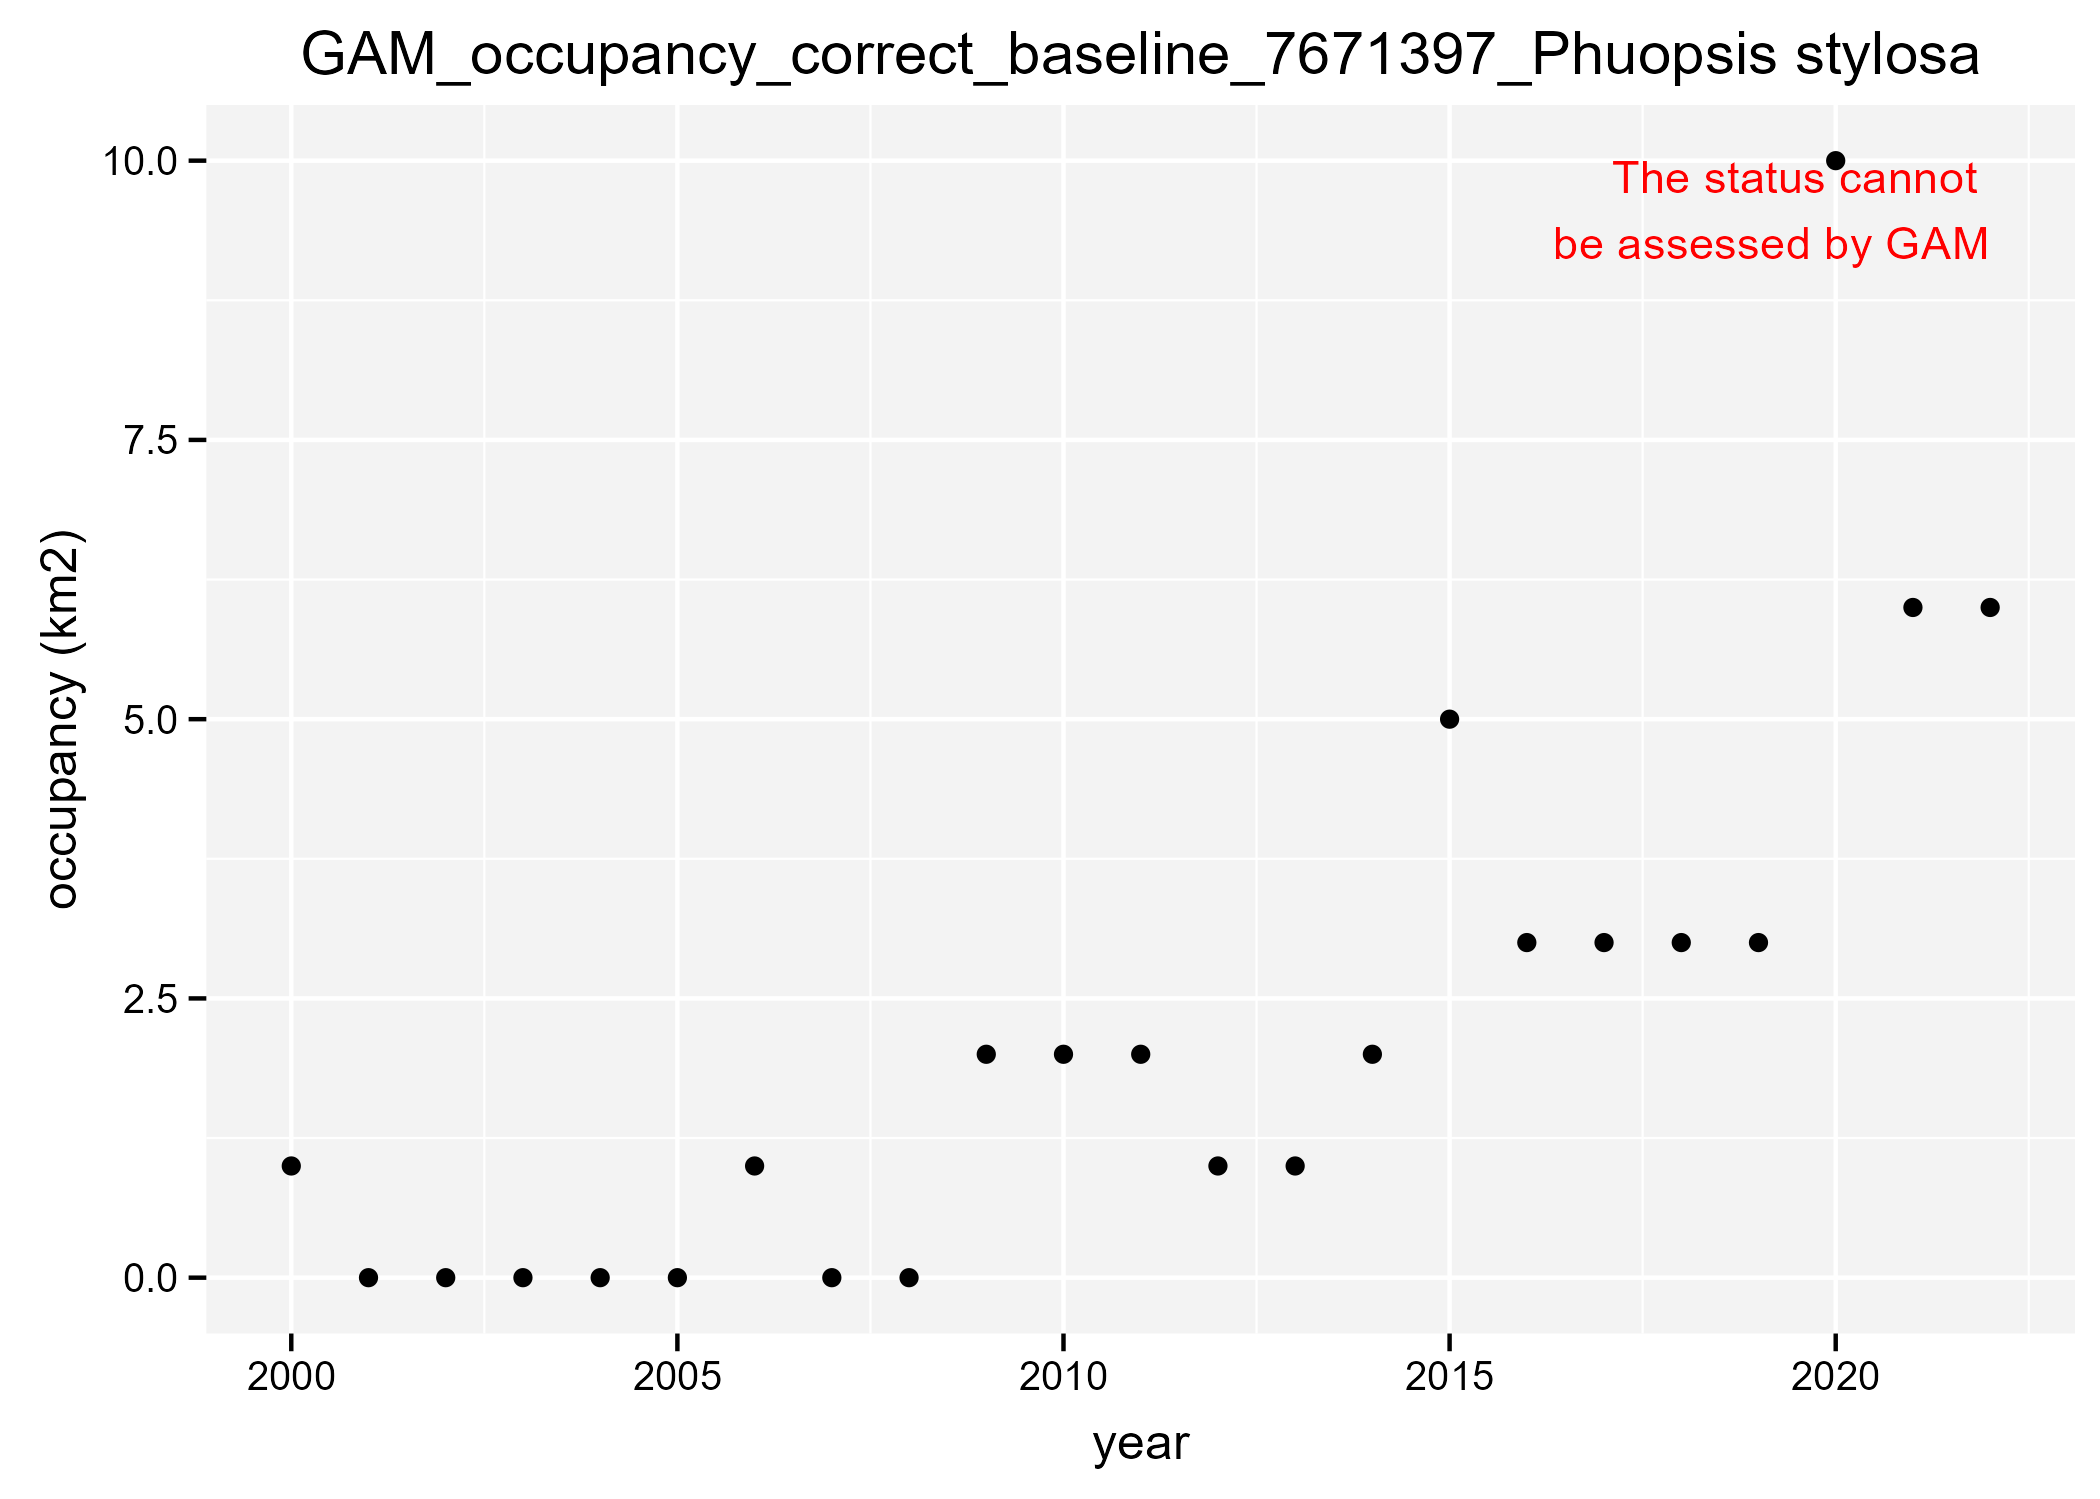 GAM_occupancy_correct_baseline_7671397_Phuopsis stylosa
10.0
The status cannot
be assessed by GAM
7.5
occupancy (km2)
5.0
2.5
0.0
2000 2005 2010 2015 2020
year